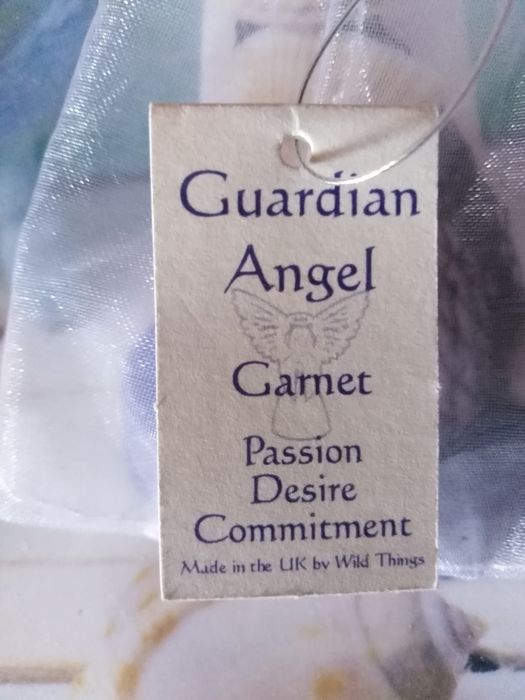 Guardian
Angel
Garnet
Passion
Desire
Commitment
Made in the UK by Wild Things